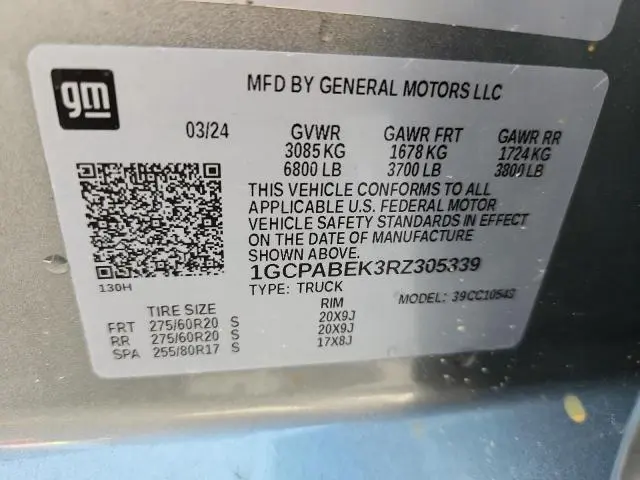 gm
MFD BY GENERAL MOTORS LLC
03/24 GVWR GAWR FRT GAWR RR
3085 KG 1678 KG 1724 KG
6800 LB 3700 LB 3800 LB
THIS VEHICLE CONFORMS TO ALL
APPLICABLE U.S. FEDERAL MOTOR
VEHICLE SAFETY STANDARDS IN EFFECT
ON THE DATE OF MANUFACTURE
SHOWN ABOVE.
1GCPABEK3RZ305339
130H TYPE: TRUCK MODEL: 39CC10543
TIRE SIZE RIM
FRT 275/60R20 S 20X9J
RR 275/60R20 S 20X9J
SPA 255/80R17 S 17X8J